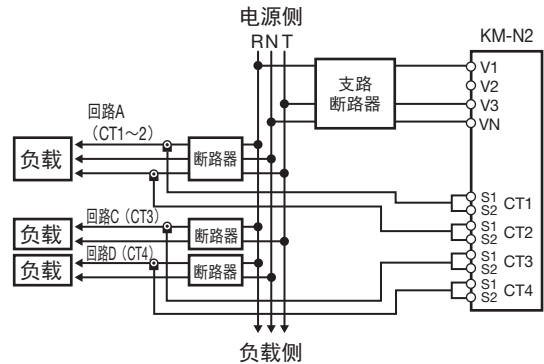 电源侧
R N T
KM-N2
V1
V2
V3
VN
支路
断路器
回路A
（CT1～2）
负载
断路器
S1
S2
CT1
S1
S2
CT2
回路C（CT3）
负载
断路器
S1
S2
CT3
回路D（CT4）
负载
断路器
S1
S2
CT4
负载侧